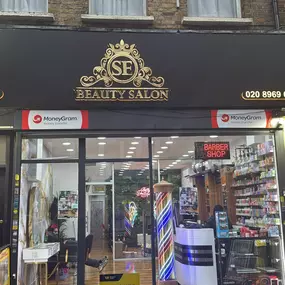 SE
BEAUTY SALON
020 8969
MoneyGram
MoneyGram
BARBER
SHOP